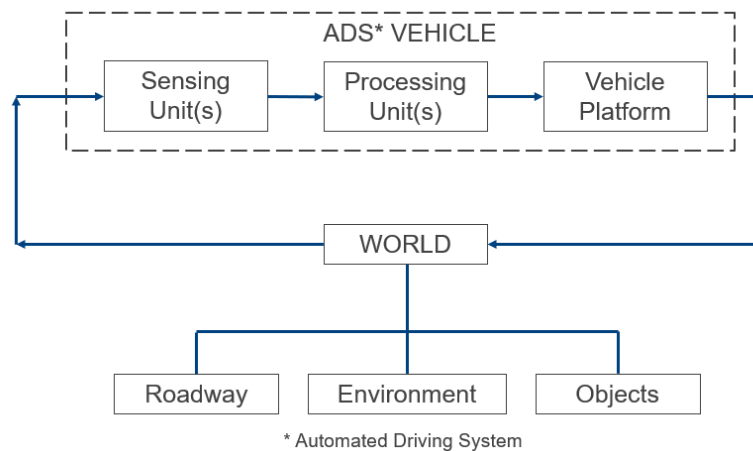 ADS* VEHICLE
Sensing
Unit(s)
Processing
Unit(s)
Vehicle
Platform
WORLD
Roadway
Environment
Objects
* Automated Driving System